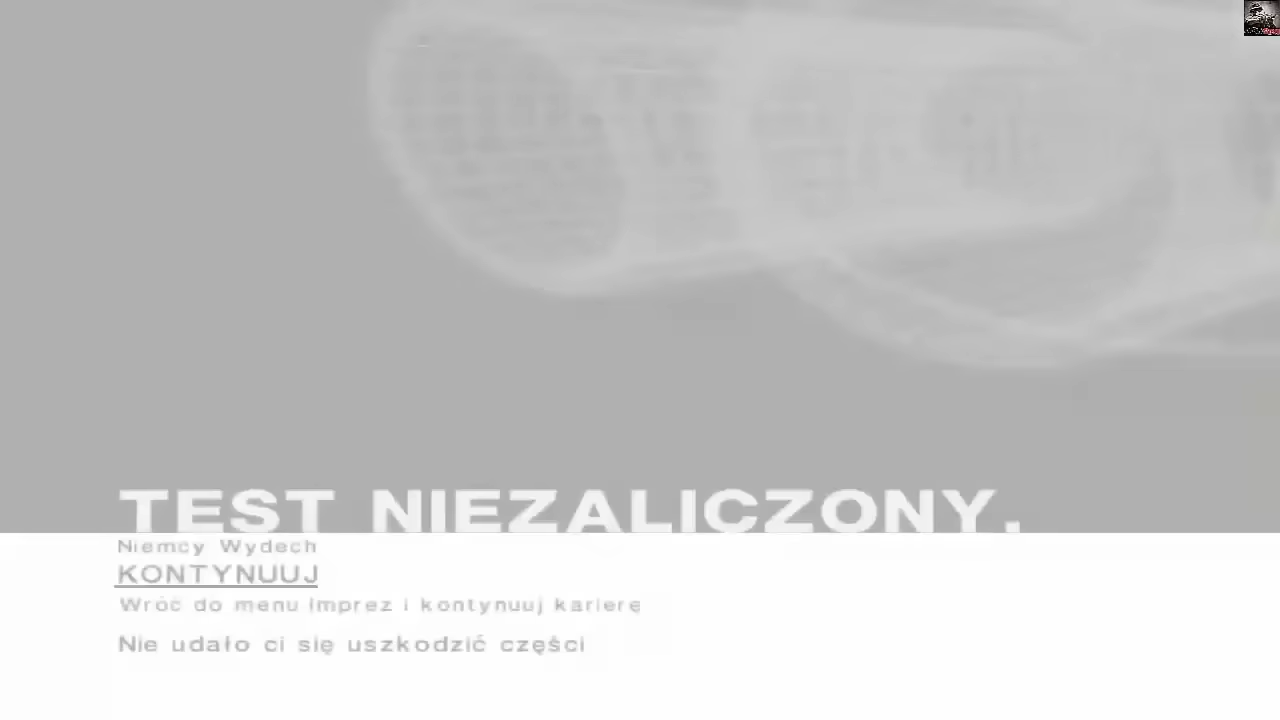 TEST NIEZALICZONY.
Niemcy Wydech
KONTYNUUJ
Wróć do menu imprez i kontynuuj karierę
Nie udało ci się uszkodzić części